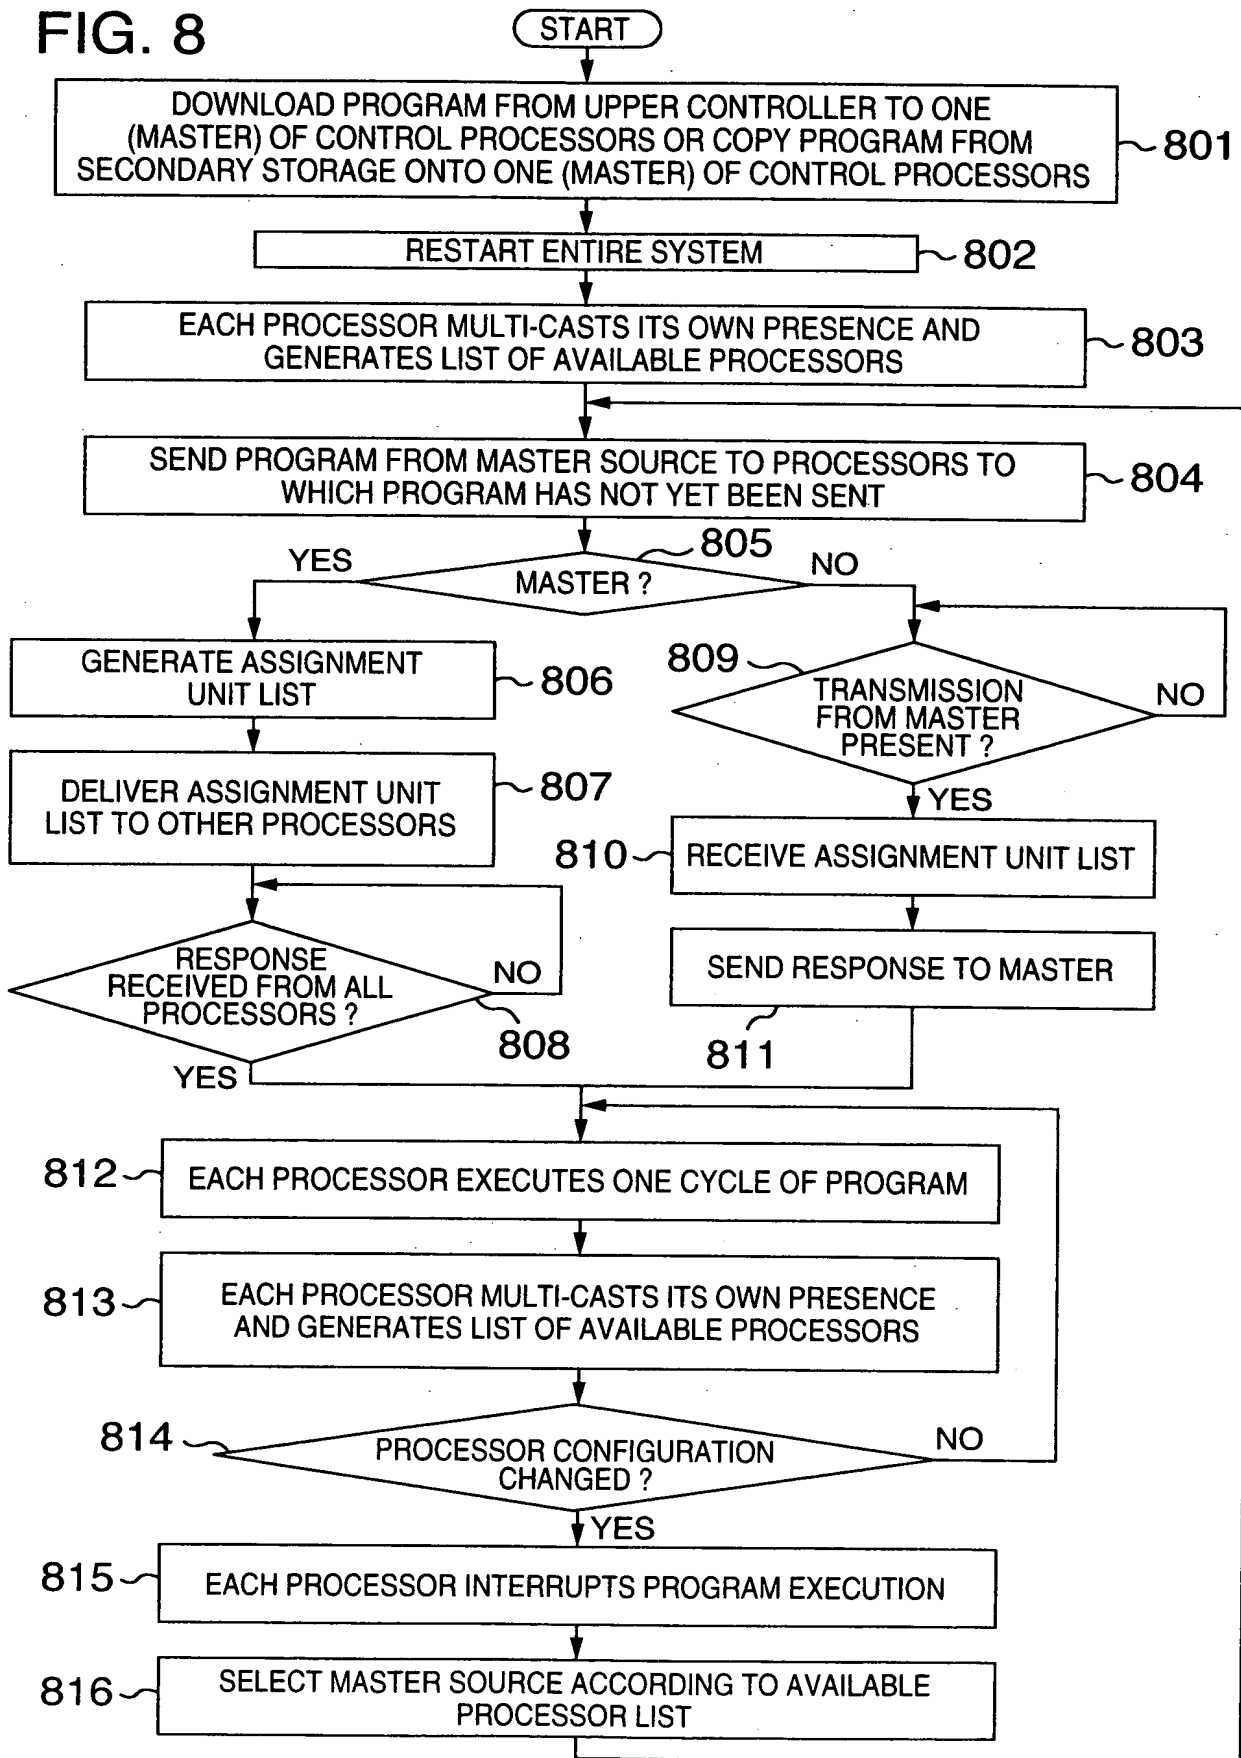 FIG. 8
START
DOWNLOAD PROGRAM FROM UPPER CONTROLLER TO ONE
(MASTER) OF CONTROL PROCESSORS OR COPY PROGRAM FROM
SECONDARY STORAGE ONTO ONE (MASTER) OF CONTROL PROCESSORS
801
RESTART ENTIRE SYSTEM
802
EACH PROCESSOR MULTI-CASTS ITS OWN PRESENCE AND
GENERATES LIST OF AVAILABLE PROCESSORS
803
SEND PROGRAM FROM MASTER SOURCE TO PROCESSORS TO
WHICH PROGRAM HAS NOT YET BEEN SENT
804
805
YES
MASTER ?
NO
GENERATE ASSIGNMENT
UNIT LIST
806
DELIVER ASSIGNMENT UNIT
LIST TO OTHER PROCESSORS
807
RESPONSE
RECEIVED FROM ALL
PROCESSORS ?
NO
808
YES
809
TRANSMISSION
FROM MASTER
PRESENT ?
NO
YES
810
RECEIVE ASSIGNMENT UNIT LIST
SEND RESPONSE TO MASTER
811
812
EACH PROCESSOR EXECUTES ONE CYCLE OF PROGRAM
813
EACH PROCESSOR MULTI-CASTS ITS OWN PRESENCE
AND GENERATES LIST OF AVAILABLE PROCESSORS
814
PROCESSOR CONFIGURATION
CHANGED ?
NO
YES
815
EACH PROCESSOR INTERRUPTS PROGRAM EXECUTION
816
SELECT MASTER SOURCE ACCORDING TO AVAILABLE
PROCESSOR LIST